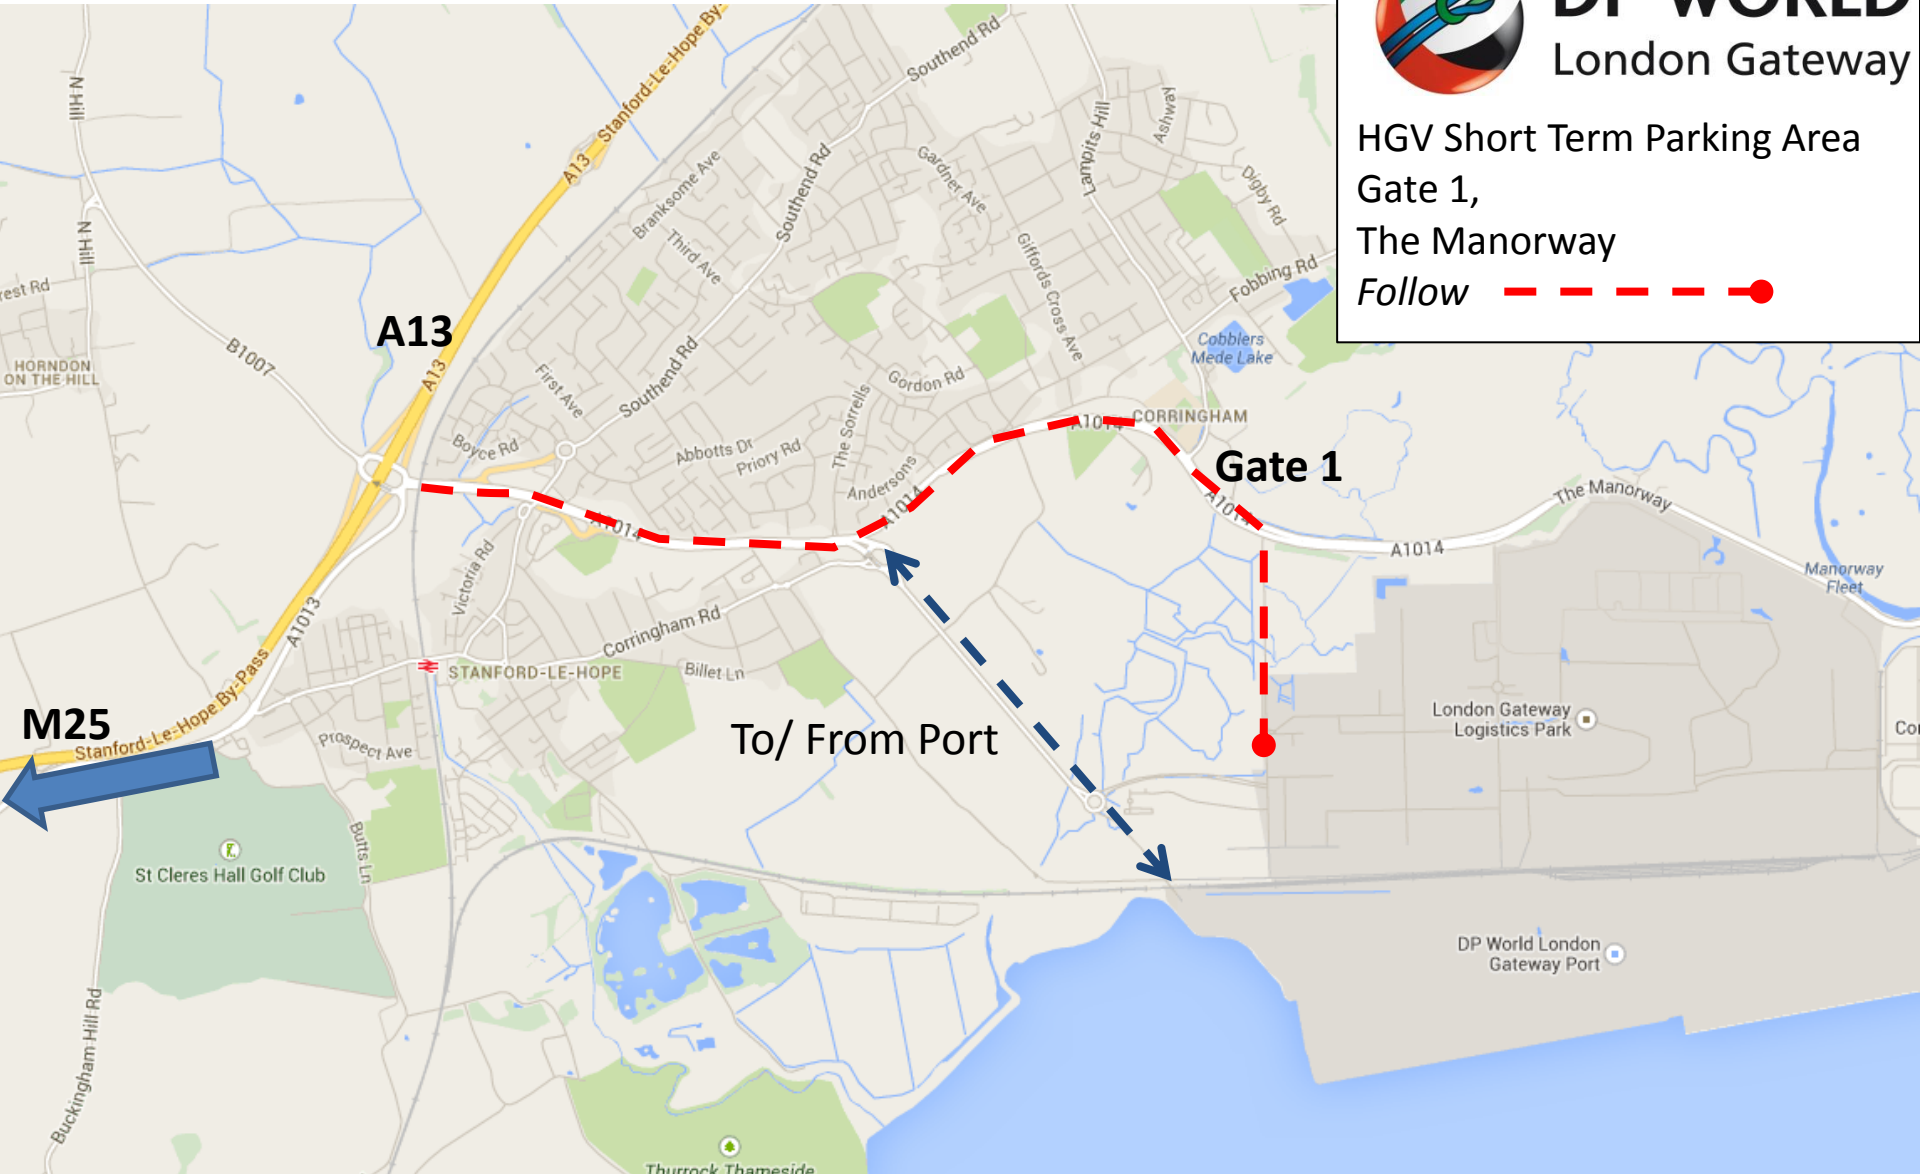 DP WORLD
London Gateway
HGV Short Term Parking Area
Gate 1,
The Manorway
Follow
A13 Stanford-Le-Hope By-
Southend Rd
N Hill
Lampits Hill
Ashway
Branksome Ave
Southend Rd
Gardner Ave
Digby Rd
N Hill
Third Ave
Giffords Cross Ave
Fobbing Rd
rest Rd
A13
B1007
A13
Cobblers
Mede Lake
HORNDON
ON THE HILL
First Ave
Southend Rd
Gordon Rd
The Sorrells
CORRINGHAM
A1014
Boyce Rd
Abbotts Dr
Priory Rd
Andersons
Gate 1
The Manorway
A1014
A1014
A1014
A1014
Victoria Rd
Manorway
Fleet
A1013
Corringham Rd
STANFORD-LE-HOPE
Billet Ln
M25
Stanford-Le-Hope By-Pass
Prospect Ave
To/ From Port
London Gateway
Logistics Park
Cor
Butts Ln
St Cleres Hall Golf Club
DP World London
Gateway Port
Buckingham Hill Rd
Thurrock Thameside